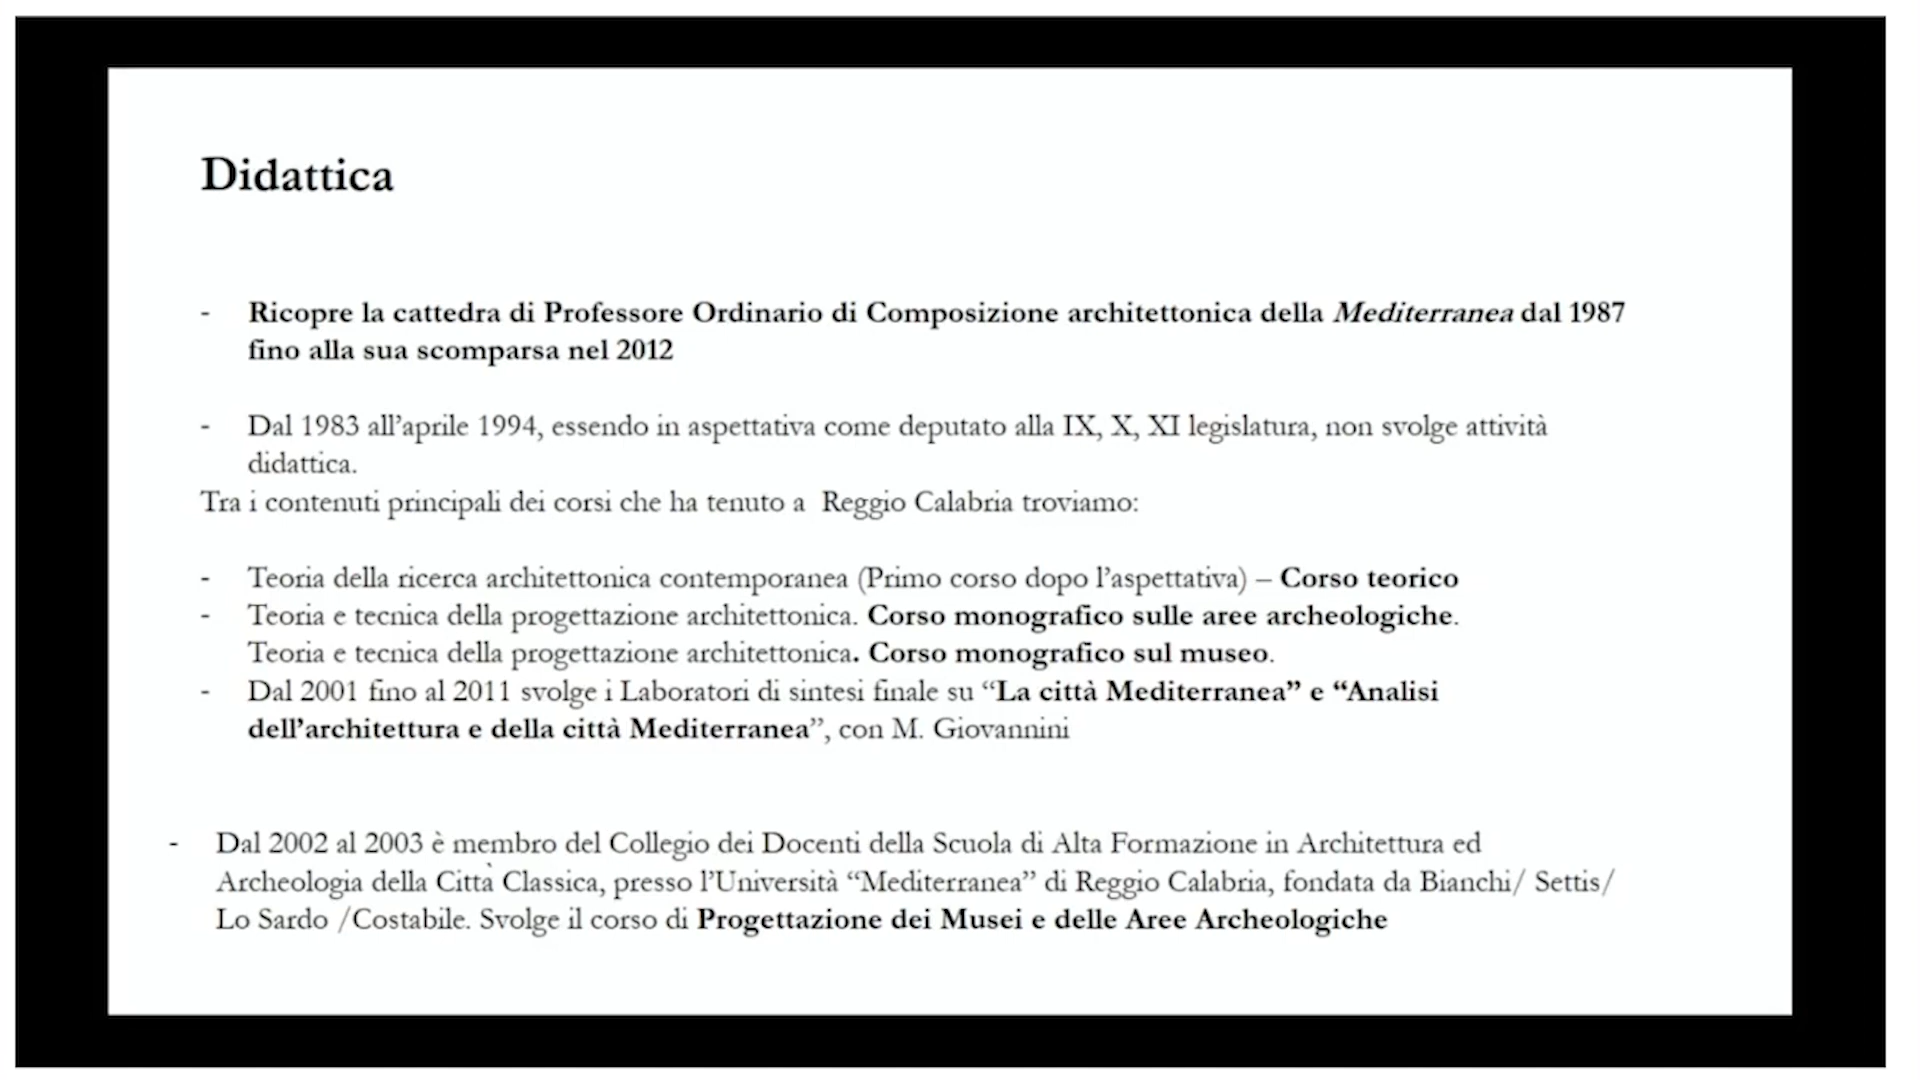 Didattica
- Ricopre la cattedra di Professore Ordinario di Composizione architettonica della Mediterranea dal 1987
fino alla sua scomparsa nel 2012
- Dal 1983 all’aprile 1994, essendo in aspettativa come deputato alla IX, X, XI legislatura, non svolge attività
didattica.
Tra i contenuti principali dei corsi che ha tenuto a  Reggio Calabria troviamo:
- Teoria della ricerca architettonica contemporanea (Primo corso dopo l’aspettativa) – Corso teorico
- Teoria e tecnica della progettazione architettonica. Corso monografico sulle aree archeologiche.
Teoria e tecnica della progettazione architettonica. Corso monografico sul museo.
- Dal 2001 fino al 2011 svolge i Laboratori di sintesi finale su “La città Mediterranea” e “Analisi
dell’architettura e della città Mediterranea”, con M. Giovannini
- Dal 2002 al 2003 è membro del Collegio dei Docenti della Scuola di Alta Formazione in Architettura ed
Archeologia della Città Classica, presso l’Università “Mediterranea” di Reggio Calabria, fondata da Bianchi/ Settis/
Lo Sardo /Costabile. Svolge il corso di Progettazione dei Musei e delle Aree Archeologiche